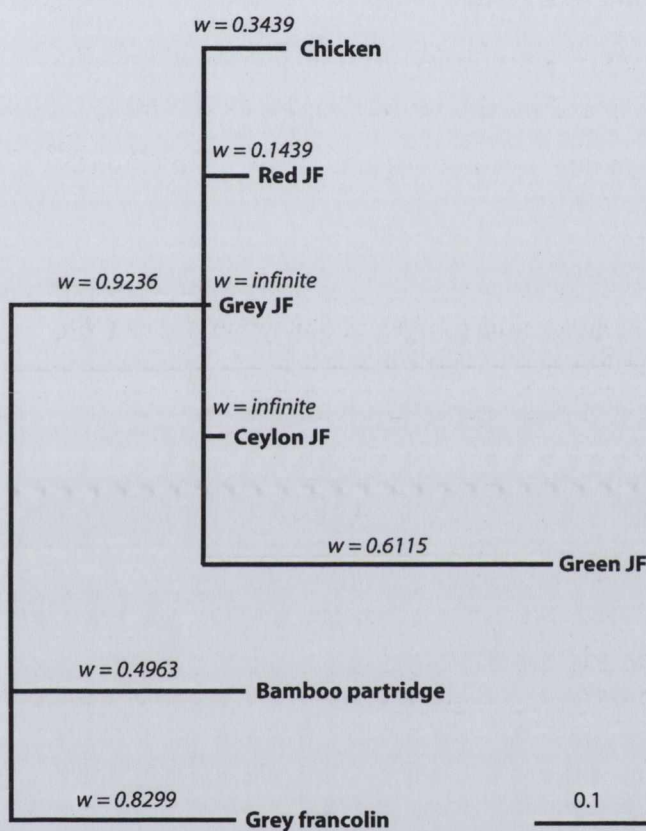 w = 0.3439
Chicken
w = 0.1439
Red JF
w = 0.9236
w = infinite
Grey JF
w = infinite
Ceylon JF
w = 0.6115
Green JF
w = 0.4963
Bamboo partridge
w = 0.8299
0.1
Grey francolin